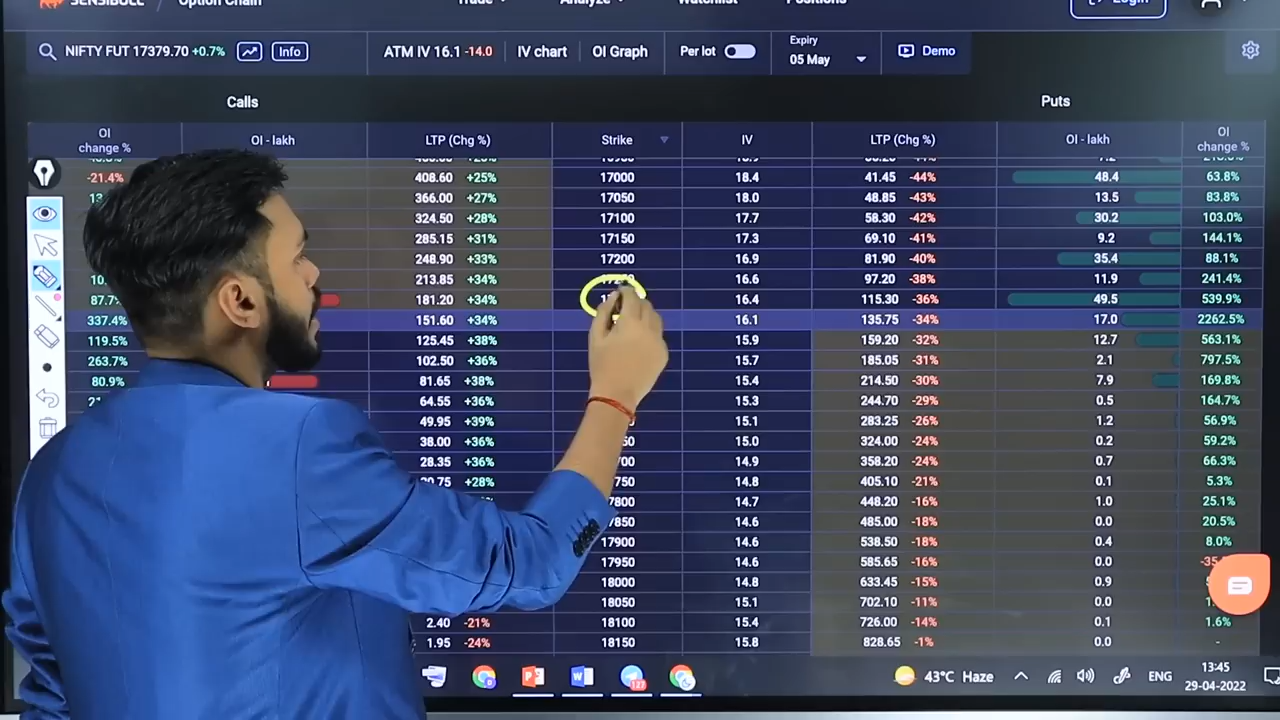 SENSIBULL / Option Chain Trade Analyze Watchlist Positions Login
NIFTY FUT 17379.70 +0.7% Info ATM IV 16.1 -14.0 IV chart OI Graph Per lot Expiry 05 May Demo
Calls Puts
OI change % OI - lakh LTP (Chg %) Strike IV LTP (Chg %) OI - lakh OI change %
-21.4% 408.60 +25% 17000 18.4 41.45 -44% 48.4 63.8%
366.00 +27% 17050 18.0 48.85 -43% 13.5 83.8%
324.50 +28% 17100 17.7 58.30 -42% 30.2 103.0%
285.15 +31% 17150 17.3 69.10 -41% 9.2 144.1%
248.90 +33% 17200 16.9 81.90 -40% 35.4 88.1%
213.85 +34% 16.6 97.20 -38% 11.9 241.4%
87.7% 181.20 +34% 16.4 115.30 -36% 49.5 539.9%
337.4% 151.60 +34% 16.1 135.75 -34% 17.0 2262.5%
119.5% 125.45 +38% 15.9 159.20 -32% 12.7 563.1%
263.7% 102.50 +36% 15.7 185.05 -31% 2.1 797.5%
80.9% 81.65 +38% 15.4 214.50 -30% 7.9 169.8%
64.55 +36% 15.3 244.70 -29% 0.5 164.7%
49.95 +39% 15.1 283.25 -26% 1.2 56.9%
38.00 +36% 15.0 324.00 -24% 0.2 59.2%
28.35 +36% 14.9 358.20 -24% 0.7 66.3%
+28% 14.8 405.10 -21% 0.1 5.3%
14.7 448.20 -16% 1.0 25.1%
17850 14.6 485.00 -18% 0.0 20.5%
17900 14.6 538.50 -18% 0.4 8.0%
17950 14.6 585.65 -16% 0.0
18000 14.8 633.45 -15% 0.9
18050 15.1 702.10 -11% 0.0
2.40 -21% 18100 15.4 726.00 -14% 0.1 1.6%
1.95 -24% 18150 15.8 828.65 -1% 0.0 -
127 43°C Haze ENG 13:45
29-04-2022